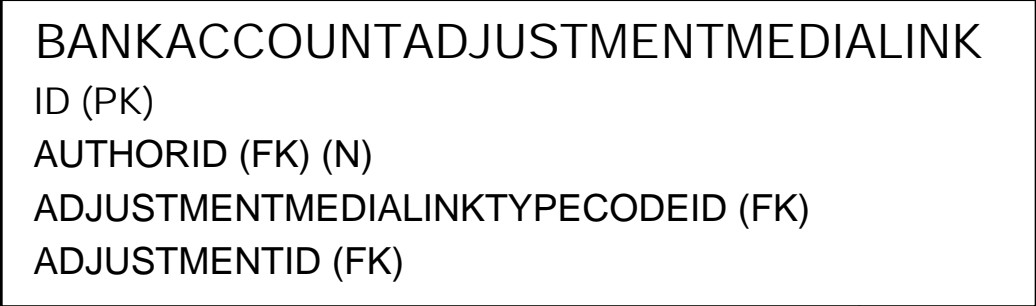 BANKACCOUNTADJUSTMENTMEDIALINK
ID (PK)
AUTHORID (FK) (N)
ADJUSTMENTMEDIALINKTYPECODEID (FK)
ADJUSTMENTID (FK)